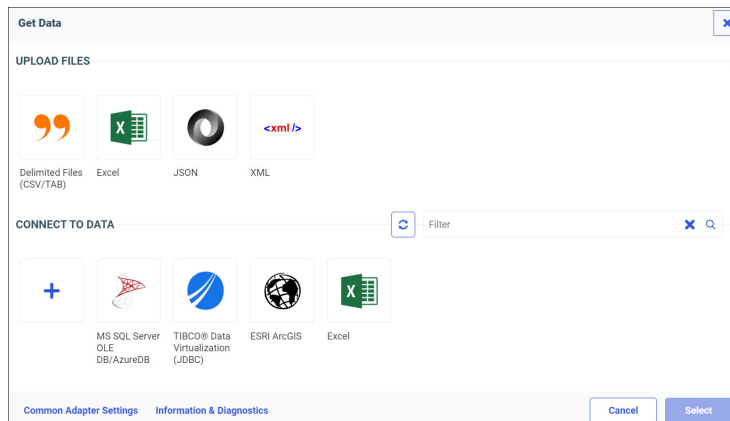 Get Data
UPLOAD FILES
<xml />
Delimited Files
(CSV/TAB)
Excel
JSON
XML
CONNECT TO DATA
Filter
MS SQL Server
OLE
DB/AzureDB
TIBCO® Data
Virtualization
(JDBC)
ESRI ArcGIS
Excel
Common Adapter Settings
Information & Diagnostics
Cancel
Select